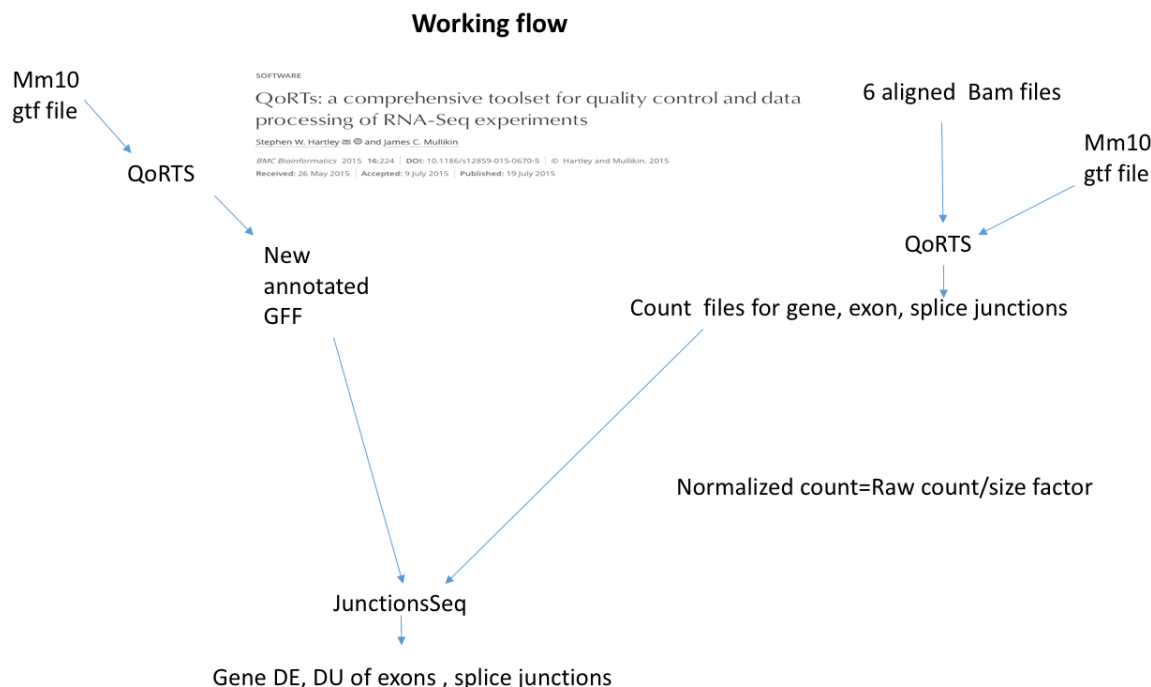 Working flow
Mm10
gtf file
SOFTWARE
QoRTs: a comprehensive toolset for quality control and data
processing of RNA-Seq experiments
Stephen W. Hartley and James C. Mullikin
BMC Bioinformatics 2015 16:224 | DOI: 10.1186/s12859-015-0670-5 | © Hartley and Mullikin. 2015
Received: 26 May 2015 | Accepted: 9 July 2015 | Published: 19 July 2015
6 aligned Bam files
Mm10
gtf file
QoRTS
QoRTS
New
annotated
GFF
Count files for gene, exon, splice junctions
Normalized count=Raw count/size factor
JunctionsSeq
Gene DE, DU of exons , splice junctions